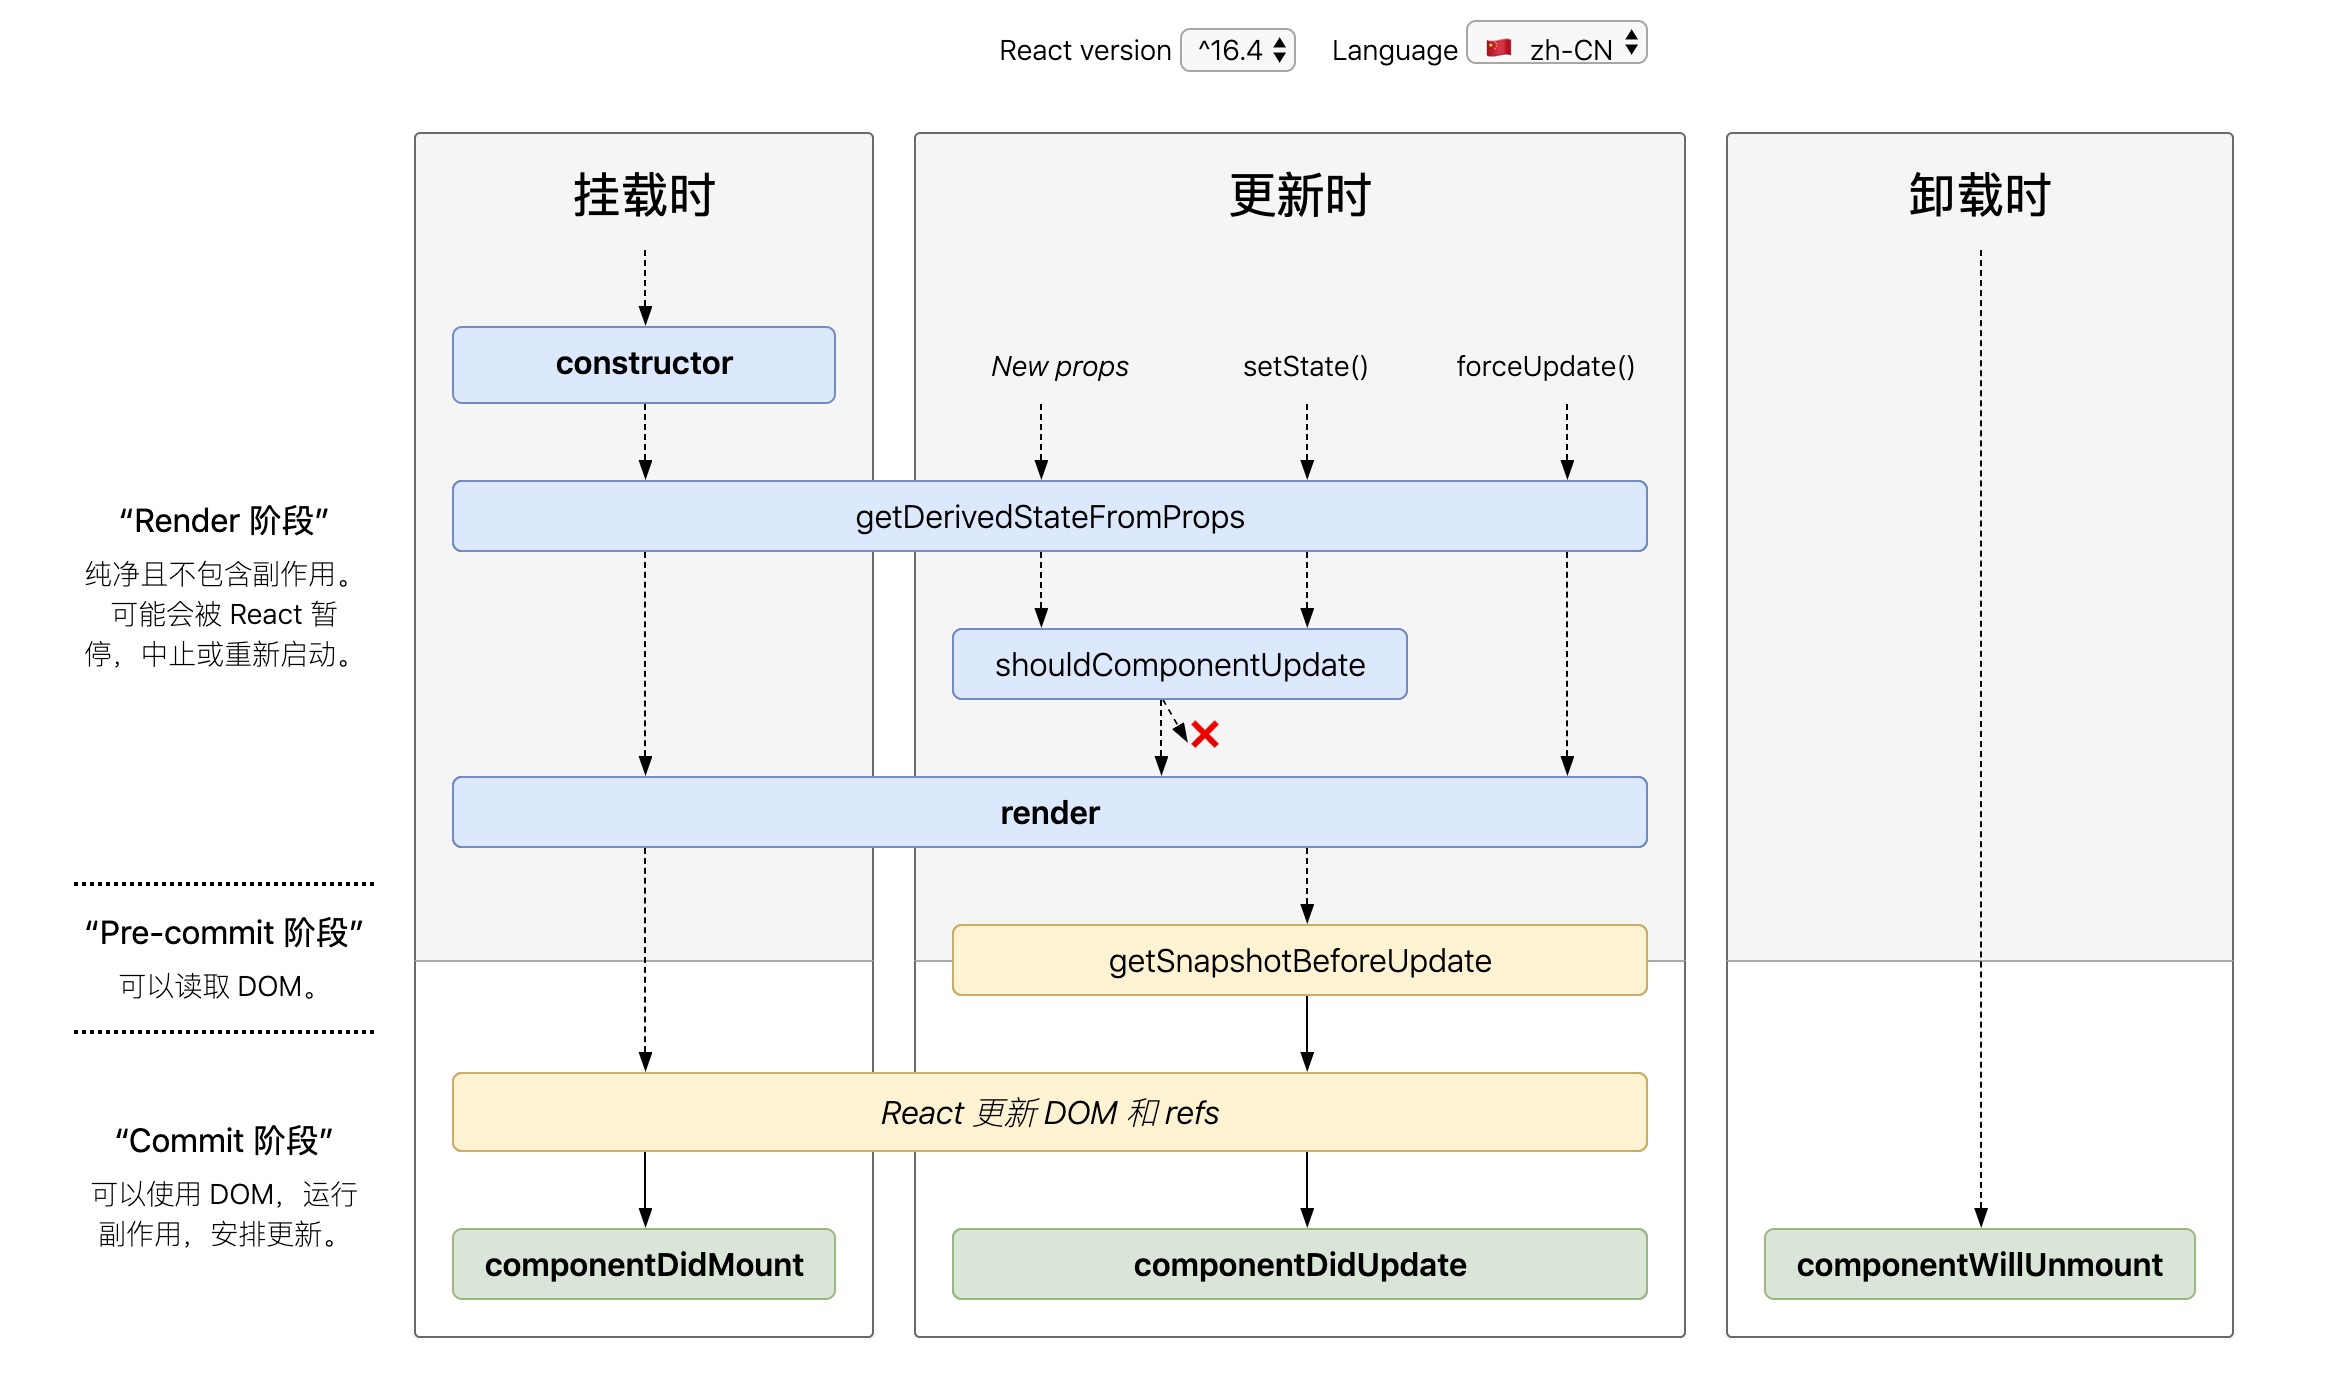 React version ^16.4 Language 🇨🇳 zh-CN
挂载时
更新时
卸载时
constructor
New props
setState()
forceUpdate()
getDerivedStateFromProps
“Render 阶段”
纯净且不包含副作用。
可能会被 React 暂
停，中止或重新启动。
shouldComponentUpdate
render
“Pre-commit 阶段”
可以读取 DOM。
getSnapshotBeforeUpdate
React 更新 DOM 和 refs
“Commit 阶段”
可以使用 DOM，运行
副作用，安排更新。
componentDidMount
componentDidUpdate
componentWillUnmount